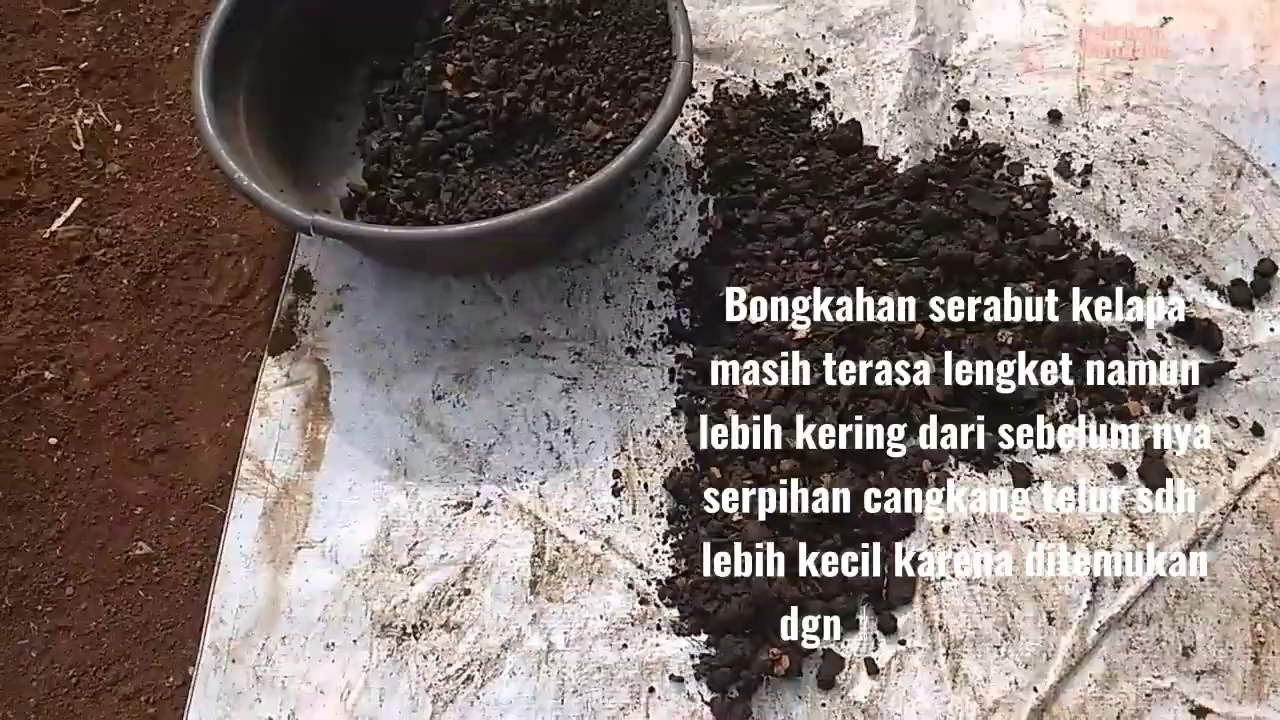 Bongkahan serabut kelapa
masih terasa lengket namun
lebih kering dari sebelum nya
serpihan cangkang telur sdh
lebih kecil karena ditemukan
dgn